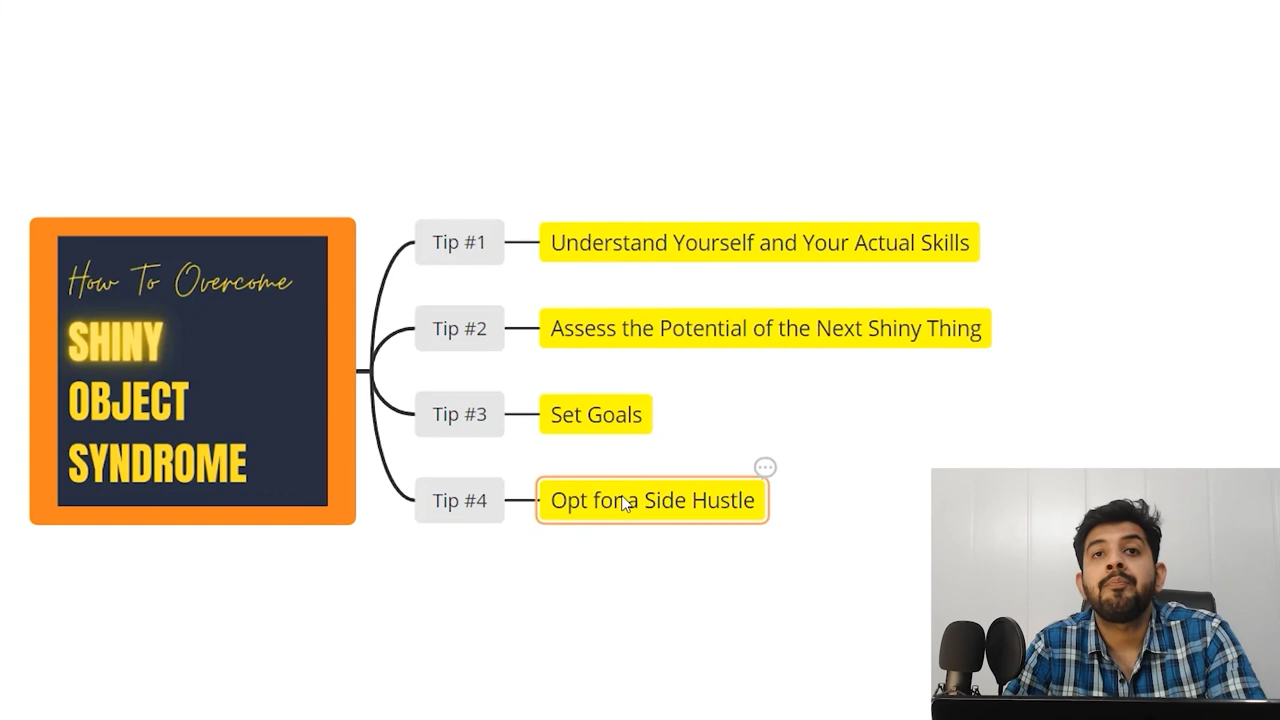 How To Overcome
SHINY
OBJECT
SYNDROME
Tip #1
Understand Yourself and Your Actual Skills
Tip #2
Assess the Potential of the Next Shiny Thing
Tip #3
Set Goals
Tip #4
Opt for a Side Hustle